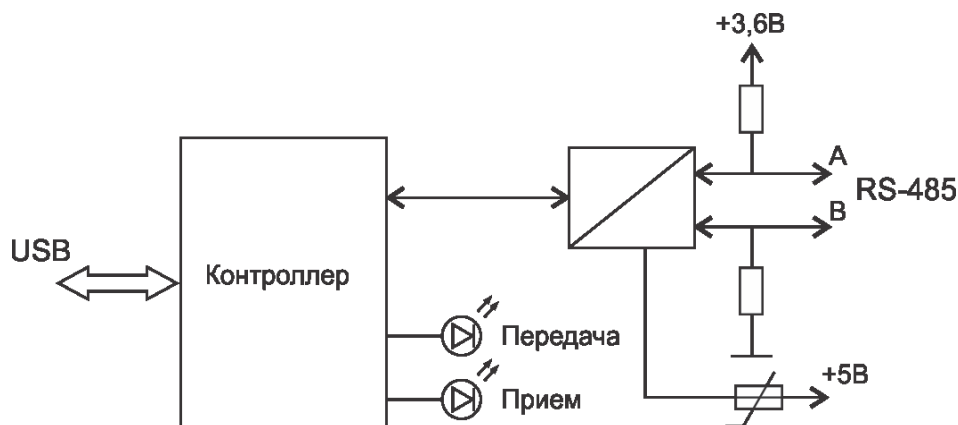 +3,6В
A
RS-485
B
USB
Контроллер
Передача
+5В
Прием